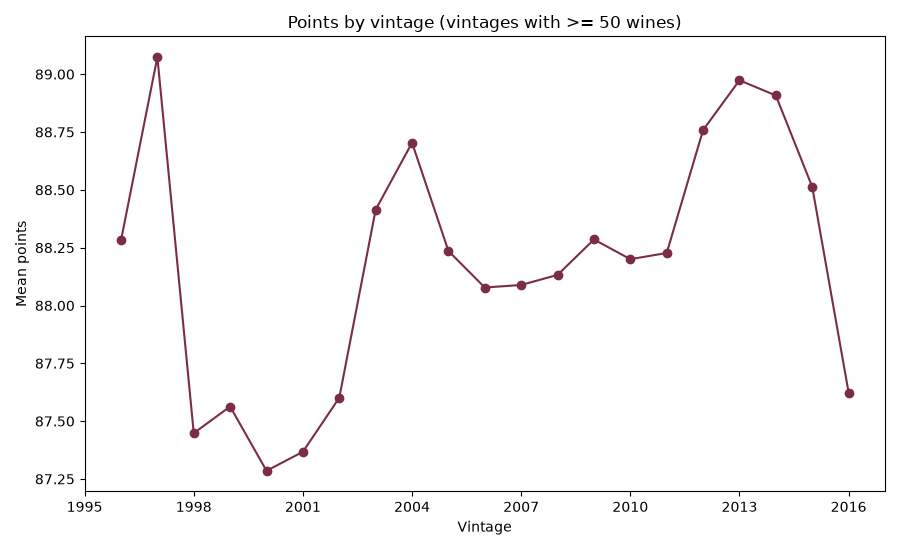 Points by vintage (vintages with >= 50 wines)
Mean points
89.00
88.75
88.50
88.25
88.00
87.75
87.50
87.25
1995 1998 2001 2004 2007 2010 2013 2016
Vintage